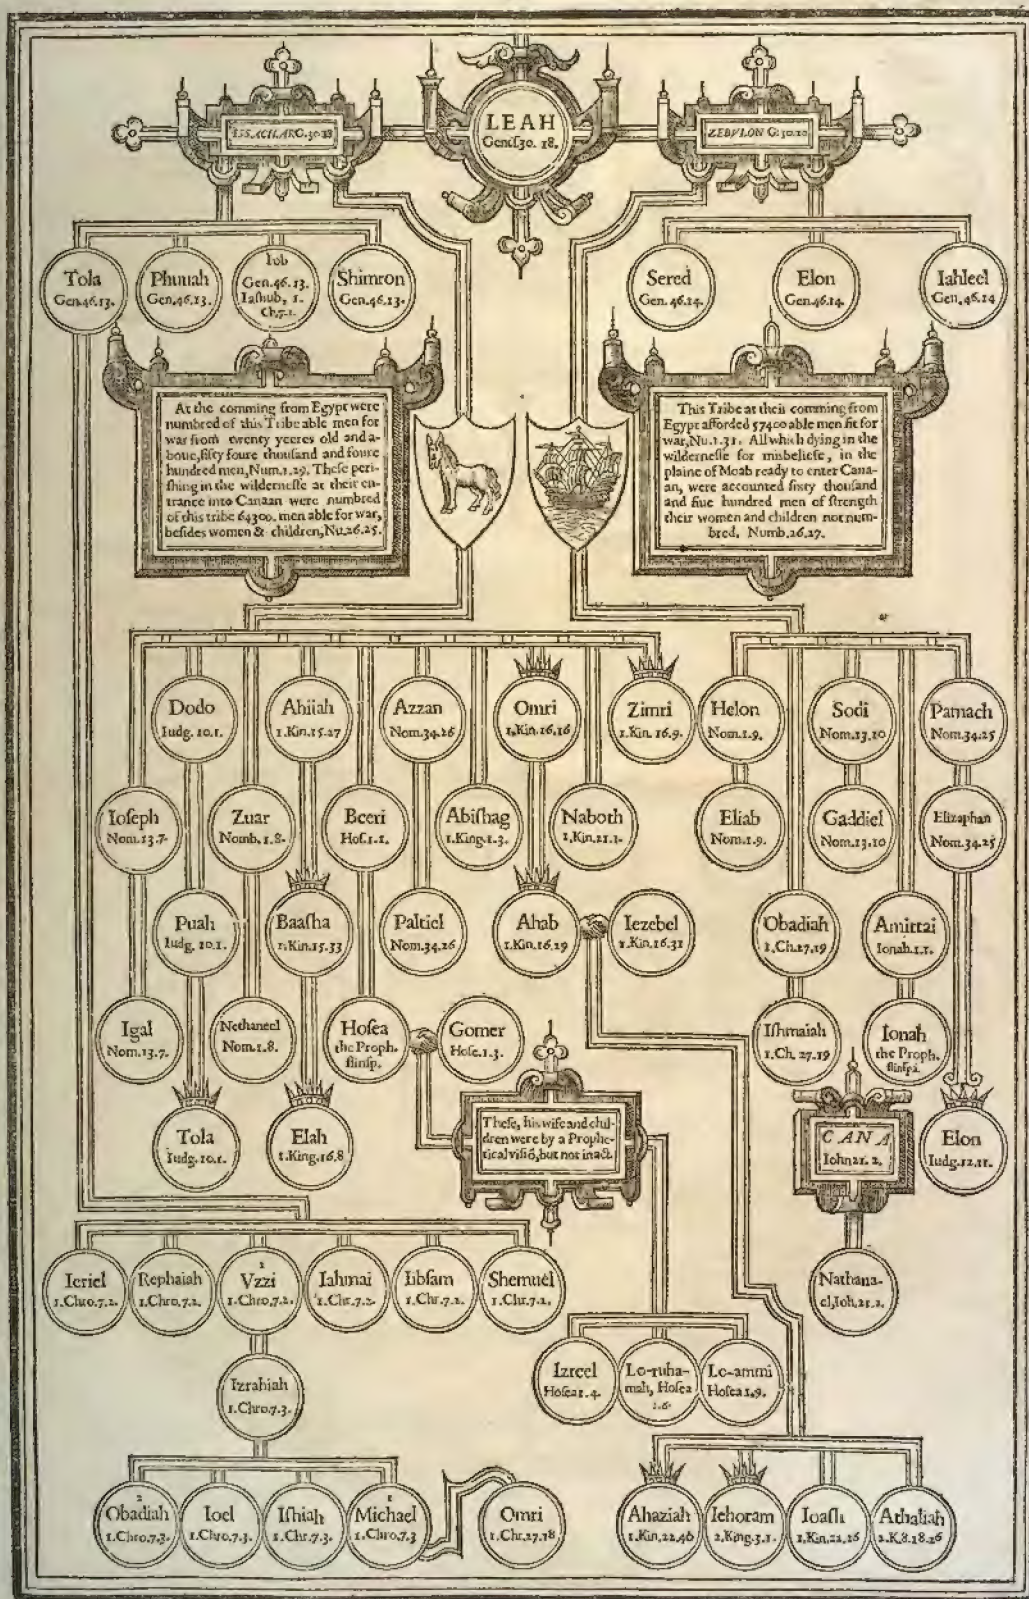 ISSACHAR G.30.18
LEAH
Genes.30. 18.
ZEBVLON G:30.20
Tola
Gen.46.13.
Phuuah
Gen.46.13.
Iob
Gen.46.13.
Iaſhub, 1.
Ch.7.1.
Shimron
Gen.46.13.
Sered
Gen.46.14.
Elon
Gen.46.14.
Iahleel
Gen.46.14
At the comming from Egypt were
numbred of this Tribe able men for
war from twenty yeeres old and a-
boue, fifty foure thouſand and foure
hundred men, Num.1.29. Theſe peri-
ſhing in the wilderneſſe at their en-
trance into Canaan were numbred
of this tribe 64300. men able for war,
beſides women & children, Nu.26.25.
This Tribe at their comming from
Egypt afforded 57400 able men fit for
war, Nu.1.31. All which dying in the
wilderneſſe for misbeliefe, in the
plaine of Moab ready to enter Cana-
an, were accounted ſixty thouſand
and fiue hundred men of ſtrength
their women and children not num-
bred. Numb.26.27.
Dodo
Iudg. 10.1.
Ahiiah
1.Kin.15.27
Azzan
Nom.34.26
Omri
1.Kin.16.16
Zimri
1.Kin. 16.9.
Helon
Nom.1.9.
Sodi
Nom.13.10
Parnach
Nom.34.25
Ioſeph
Nom.13.7.
Zuar
Nomb. 1.8.
Beeri
Hoſ.1.1.
Abiſhag
1.King.1.3.
Naboth
1.Kin.21.1.
Eliab
Nom.1.9.
Gaddiel
Nom.13.10
Elizaphan
Nom.34.25
Puah
Iudg. 10.1.
Baaſha
1.Kin.15.33
Paltiel
Nom.34.26
Ahab
1.Kin.16.29
Iezebel
1.Kin.16.31
Obadiah
1.Ch.27.19
Amittai
Ionah.1.1.
Igal
Nom.13.7.
Nethaneel
Nom.1.8.
Hoſea
the Proph.
Gomer
Hoſe.1.3.
Iſhmaiah
1.Ch. 27.19
Ionah
the Proph.
Tola
Iudg. 10.1.
Elah
1.King.16.8
Theſe, his wife and chil-
dren were by a Prophe-
tical viſiō, but not in act.
CANA
Iohn 21. 2.
Elon
Iudg.12.11.
Ieriel
1.Chro.7.2.
Rephaiah
1.Chro.7.2.
2
Vzzi
1.Chro.7.2.
Iahmai
1.Chr.7.2.
Iibſam
1.Chr.7.2.
Shemuel
1.Chr.7.2.
Nathana-
el, Ioh.21.2.
Izrahiah
1.Chro.7.3.
Izreel
Hoſea 1.4.
Lo-ruha-
mah, Hoſea
1.6.
Lo-ammi
Hoſea 1.9.
2
Obadiah
1.Chro.7.3.
Ioel
1.Chro.7.3.
Iſhiah
1.Chr.7.3.
1
Michael
1.Chro.7.3
Omri
1.Chr.27.18.
Ahaziah
1.Kin.22.40
Iehoram
2.King.3.1.
Ioaſh
1.Kin.22.26
Athaliah
2.K.8.18.26